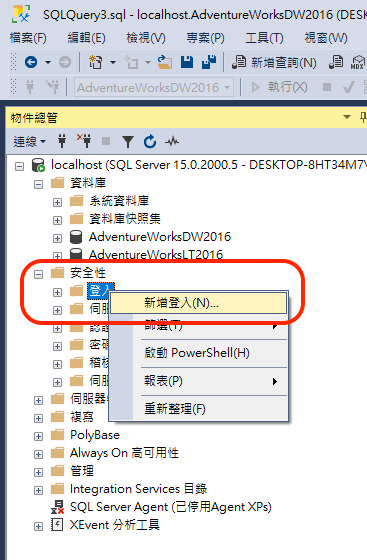 SQLQuery3.sql - localhost.AdventureWorksDW2016 (DES
檔案(F) 編輯(E) 檢視(V) 專案(P) 工具(T) 視窗(W)
新增查詢(N) MDX
AdventureWorksDW2016 執行(X)
物件總管
連線
localhost (SQL Server 15.0.2000.5 - DESKTOP-8HT34M7
資料庫
系統資料庫
資料庫快照集
AdventureWorksDW2016
AdventureWorksLT2016
安全性
登入
新增登入(N)...
伺服
篩選(T)
認證
啟動 PowerShell(H)
密碼
稽核
報表(P)
伺服
伺服器
重新整理(F)
複寫
PolyBase
Always On 高可用性
管理
Integration Services 目錄
SQL Server Agent (已停用Agent XPs)
XEvent 分析工具